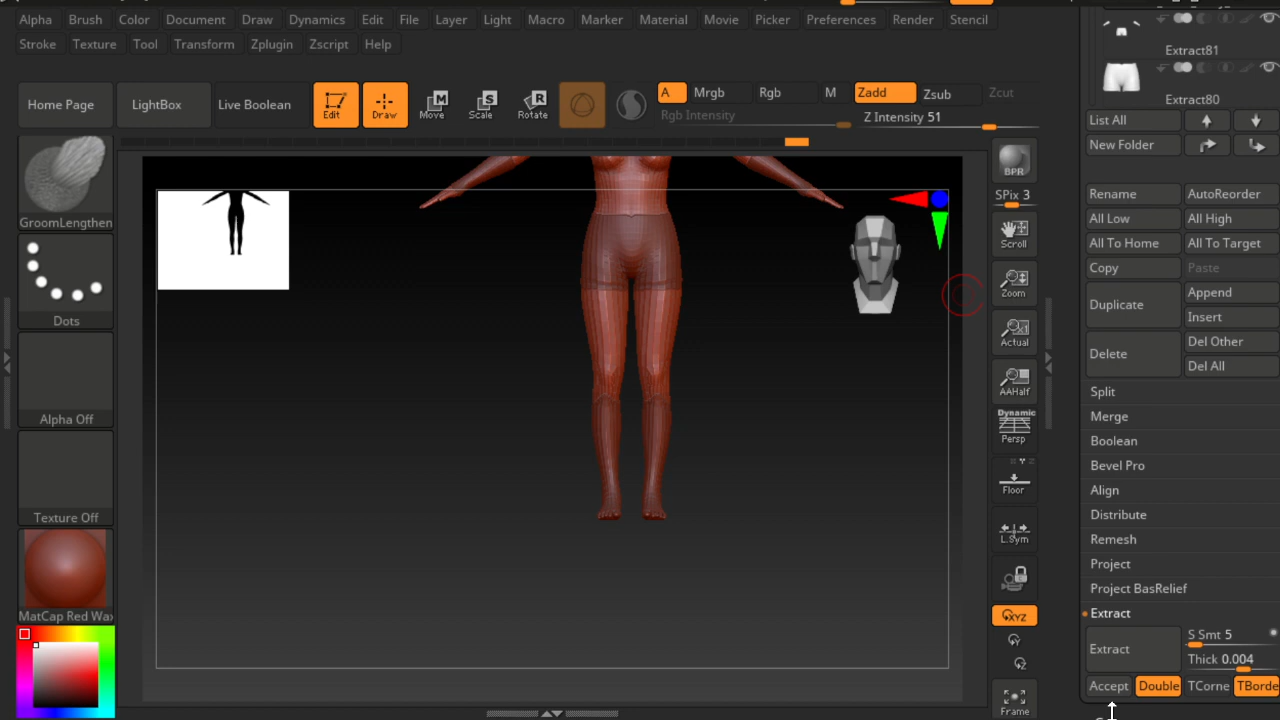 Alpha Brush Color Document Draw Dynamics Edit File Layer Light Macro Marker Material Movie Picker Preferences Render Stencil
Stroke Texture Tool Transform Zplugin Zscript Help
Home Page LightBox Live Boolean Edit Draw Move Scale Rotate A Mrgb Rgb M Zadd Zsub Zcut
Rgb Intensity Z Intensity 51
GroomLengthen
Dots
Alpha Off
Texture Off
MatCap Red Wax
BPR
SPix 3
Scroll
Zoom
Actual
AAHalf
Dynamic
Persp
Floor
L.Sym
XYZ
Frame
Extract81
Extract80
List All
New Folder
Rename AutoReorder
All Low All High
All To Home All To Target
Copy Paste
Duplicate Append
Insert
Delete Del Other
Del All
Split
Merge
Boolean
Bevel Pro
Align
Distribute
Remesh
Project
Project BasRelief
Extract
Extract S Smt 5
Thick 0.004
Accept Double TCorne TBorde